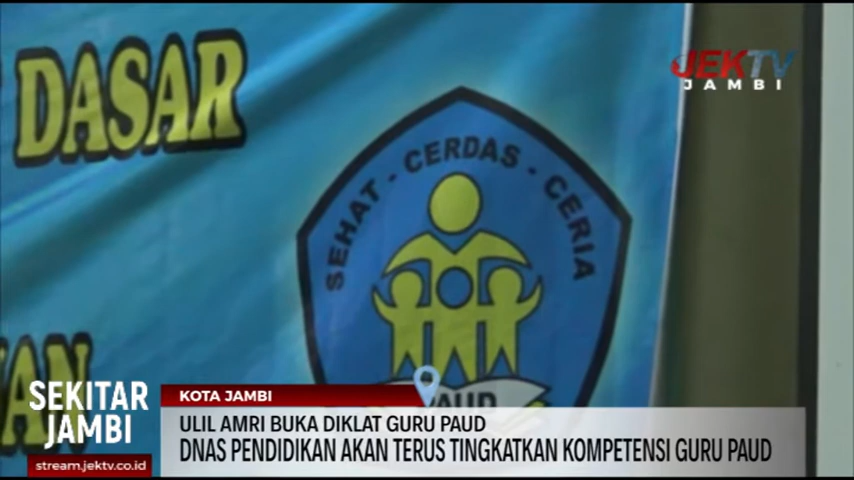 DASAR
JEKTV
JAMBI
SEHAT - CERDAS - CERIA
PAUD
SEKITAR
JAMBI
stream.jektv.co.id
KOTA JAMBI
ULIL AMRI BUKA DIKLAT GURU PAUD
DNAS PENDIDIKAN AKAN TERUS TINGKATKAN KOMPETENSI GURU PAUD